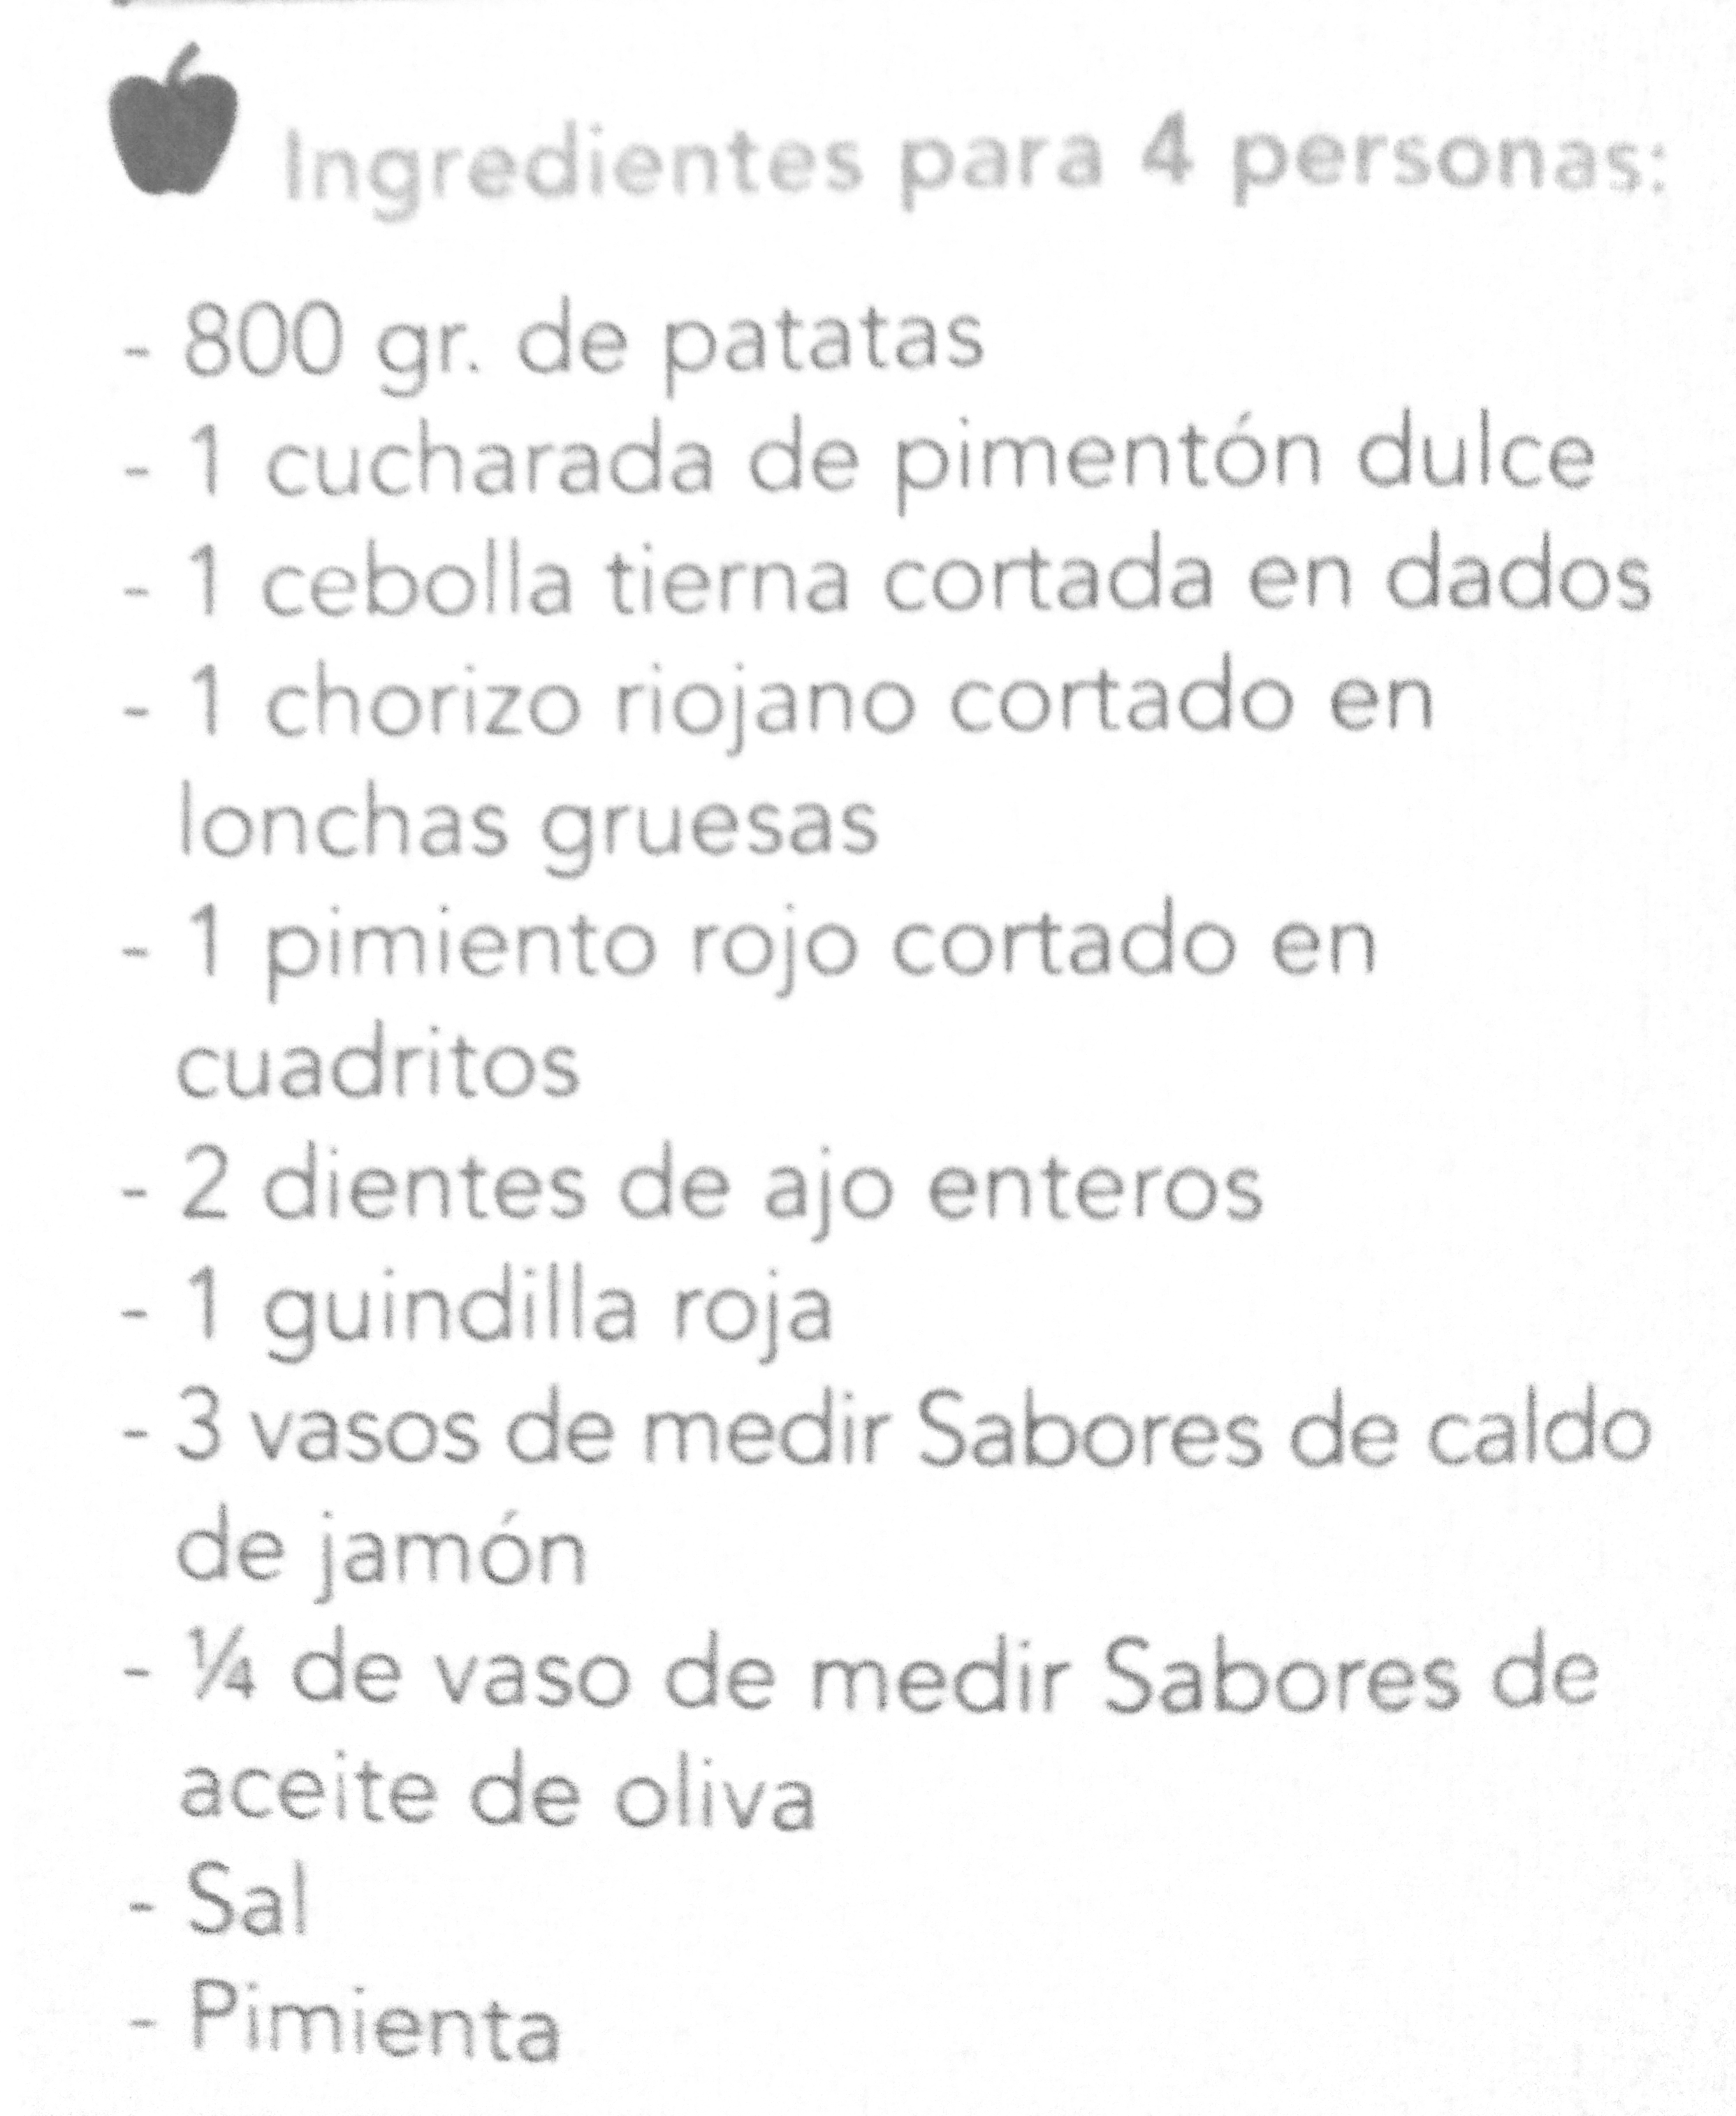 Ingredientes para 4 personas:
- 800 gr. de patatas
- 1 cucharada de pimentón dulce
- 1 cebolla tierna cortada en dados
- 1 chorizo riojano cortado en
lonchas gruesas
- 1 pimiento rojo cortado en
cuadritos
- 2 dientes de ajo enteros
- 1 guindilla roja
- 3 vasos de medir Sabores de caldo
de jamón
- ¼ de vaso de medir Sabores de
aceite de oliva
- Sal
- Pimienta